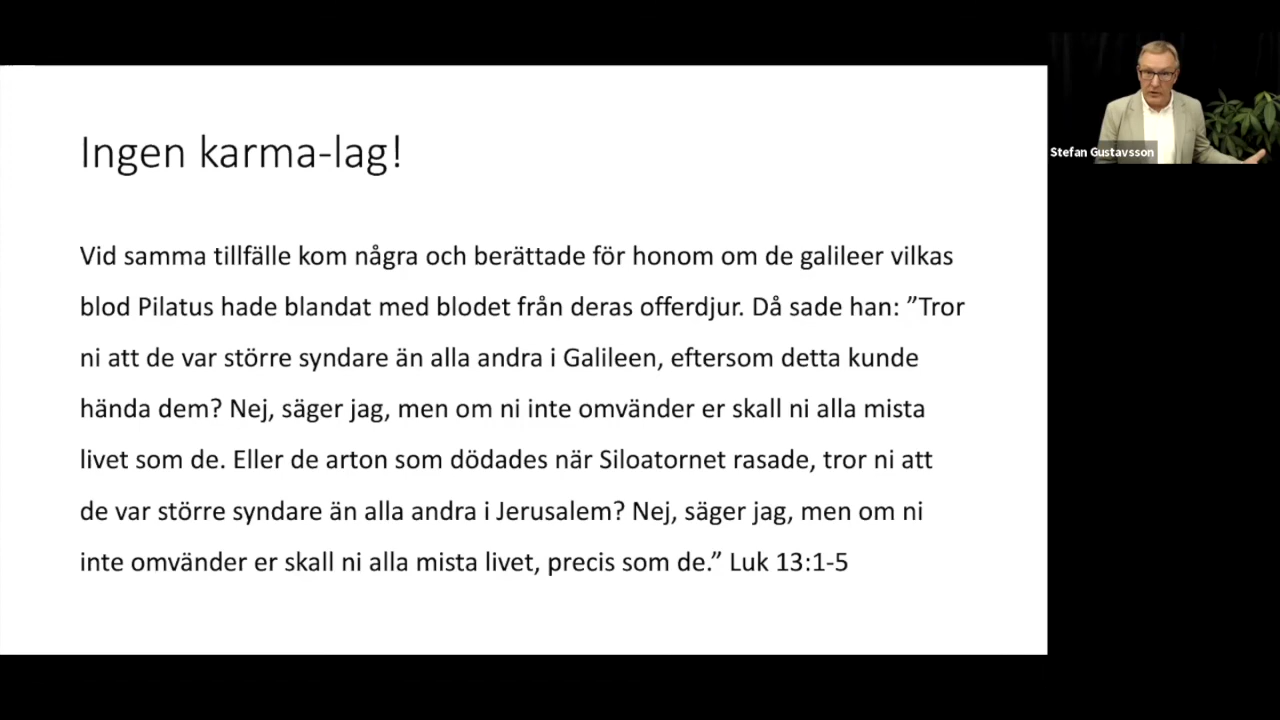 Ingen karma-lag!
Vid samma tillfälle kom några och berättade för honom om de galileer vilkas
blod Pilatus hade blandat med blodet från deras offerdjur. Då sade han: ”Tror
ni att de var större syndare än alla andra i Galileen, eftersom detta kunde
hända dem? Nej, säger jag, men om ni inte omvänder er skall ni alla mista
livet som de. Eller de arton som dödades när Siloatornet rasade, tror ni att
de var större syndare än alla andra i Jerusalem? Nej, säger jag, men om ni
inte omvänder er skall ni alla mista livet, precis som de.” Luk 13:1-5
Stefan Gustavsson